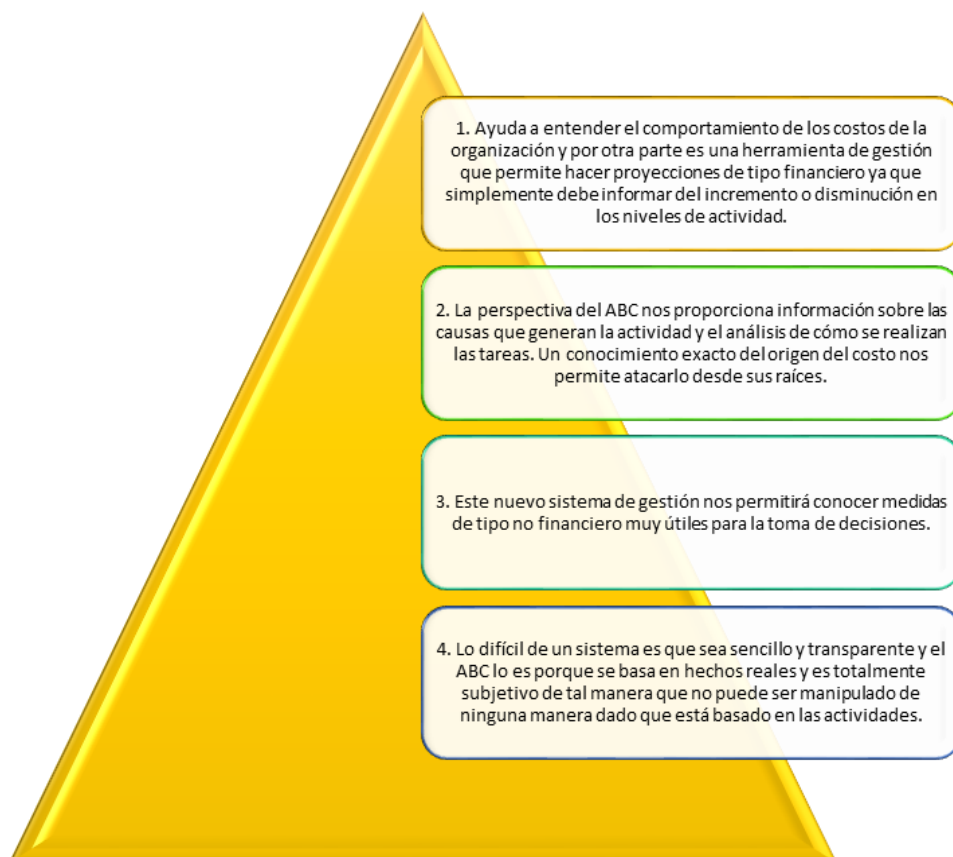 1. Ayuda a entender el comportamiento de los costos de la
organización y por otra parte es una herramienta de gestión
que permite hacer proyecciones de tipo financiero ya que
simplemente debe informar del incremento o disminución en
los niveles de actividad.
2. La perspectiva del ABC nos proporciona información sobre las
causas que generan la actividad y el análisis de cómo se realizan
las tareas. Un conocimiento exacto del origen del costo nos
permite atacarlo desde sus raíces.
3. Este nuevo sistema de gestión nos permitirá conocer medidas
de tipo no financiero muy útiles para la toma de decisiones.
4. Lo difícil de un sistema es que sea sencillo y transparente y el
ABC lo es porque se basa en hechos reales y es totalmente
subjetivo de tal manera que no puede ser manipulado de
ninguna manera dado que está basado en las actividades.